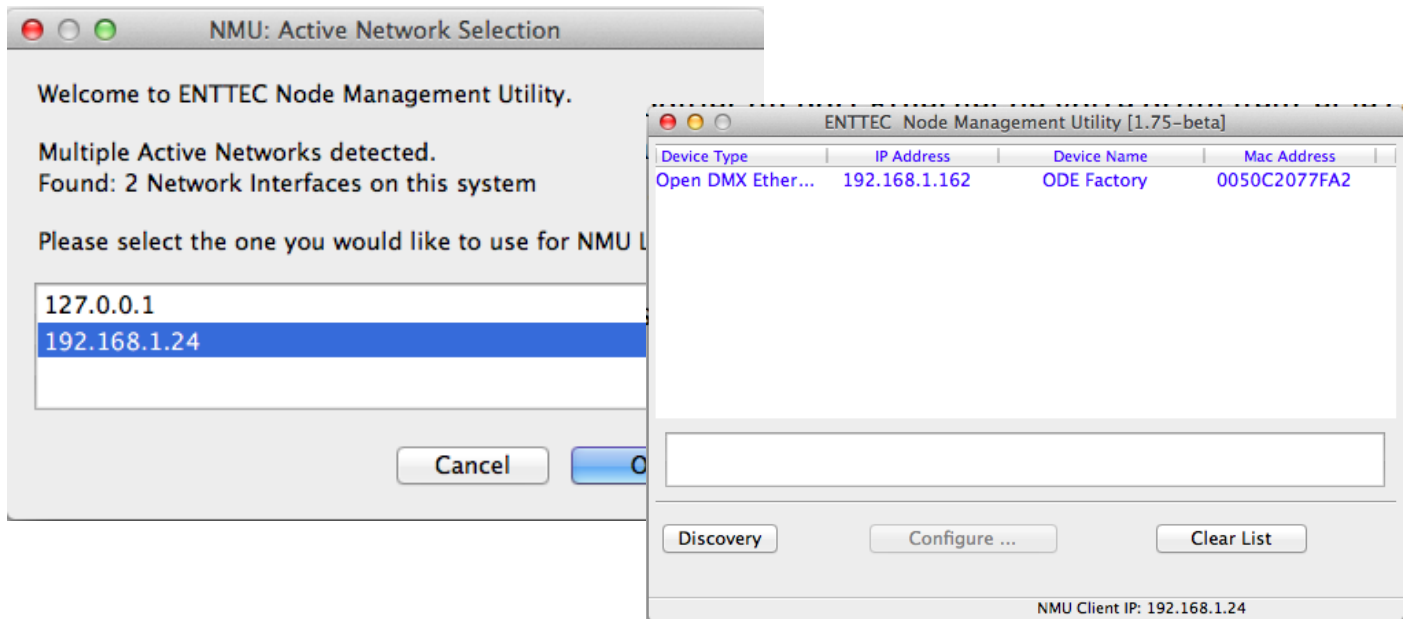 NMU: Active Network Selection
Welcome to ENTTEC Node Management Utility.
Multiple Active Networks detected.
Found: 2 Network Interfaces on this system
Please select the one you would like to use for NMU
127.0.0.1
192.168.1.24
Cancel
ENTTEC Node Management Utility [1.75-beta]
Device Type IP Address Device Name Mac Address
Open DMX Ether... 192.168.1.162 ODE Factory 0050C2077FA2
Discovery Configure ... Clear List
NMU Client IP: 192.168.1.24